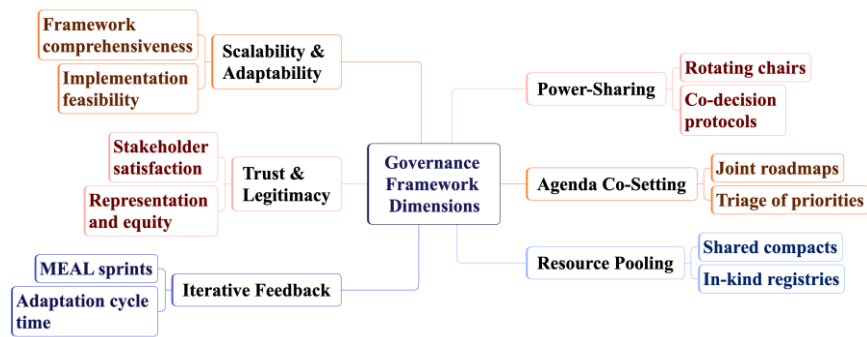 Governance
Framework
Dimensions
Scalability &
Adaptability
Framework
comprehensiveness
Implementation
feasibility
Trust &
Legitimacy
Stakeholder
satisfaction
Representation
and equity
Iterative Feedback
MEAL sprints
Adaptation cycle
time
Power-Sharing
Rotating chairs
Co-decision
protocols
Agenda Co-Setting
Joint roadmaps
Triage of priorities
Resource Pooling
Shared compacts
In-kind registries